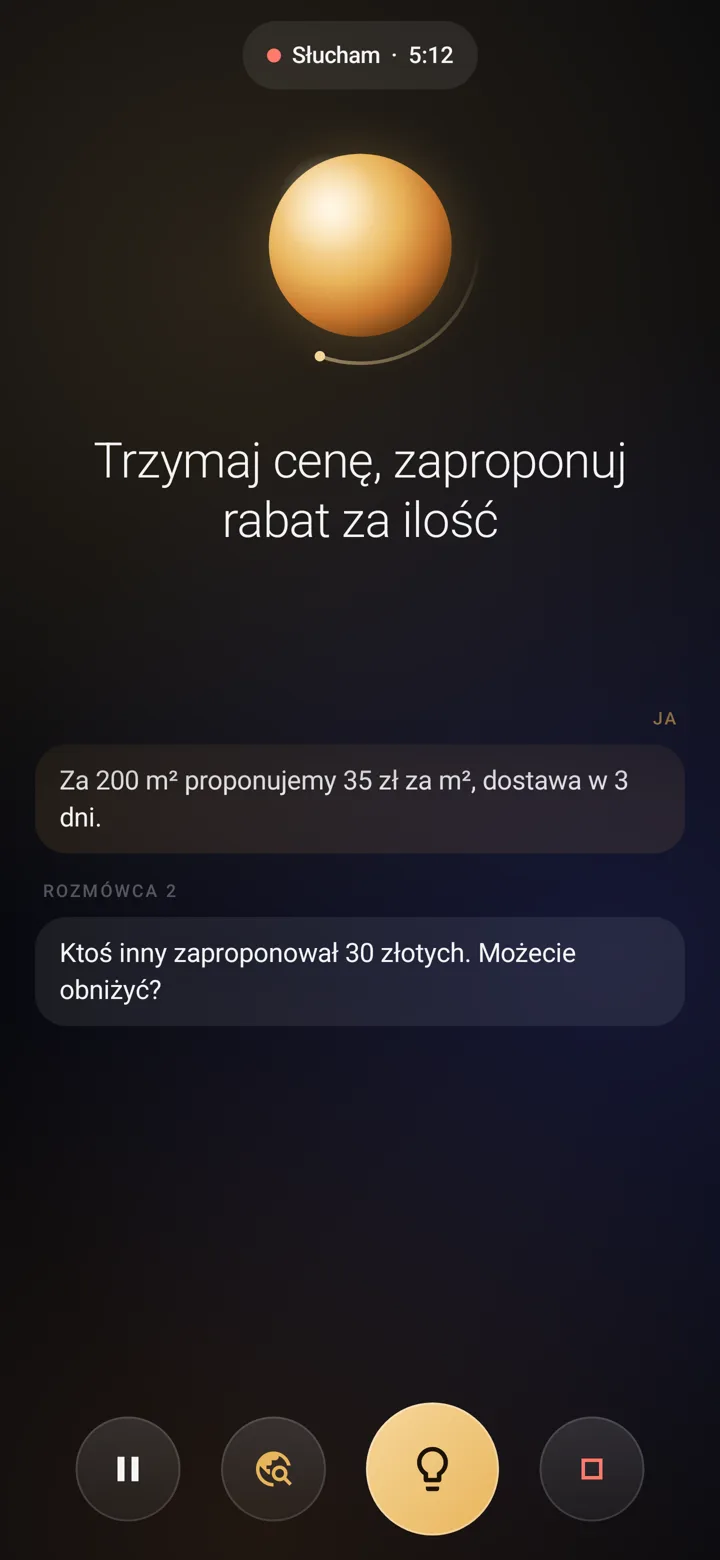 Słucham · 5:12
Trzymaj cenę, zaproponuj
rabat za ilość
JA
Za 200 m² proponujemy 35 zł za m², dostawa w 3
dni.
ROZMÓWCA 2
Ktoś inny zaproponował 30 złotych. Możecie
obniżyć?